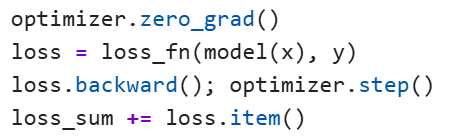 optimizer.zero_grad()
loss = loss_fn(model(x), y)
loss.backward(); optimizer.step()
loss_sum += loss.item()